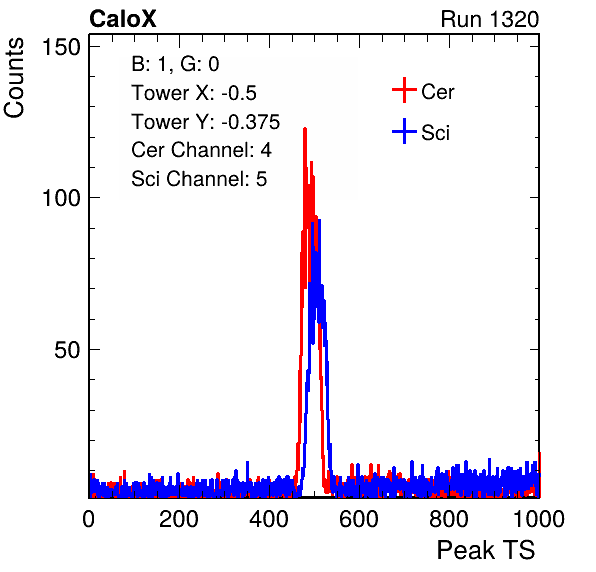 CaloX Run 1320
Counts
150
B: 1, G: 0
Tower X: -0.5
Tower Y: -0.375
Cer Channel: 4
Sci Channel: 5
Cer
Sci
100
50
0 200 400 600 800 1000
Peak TS